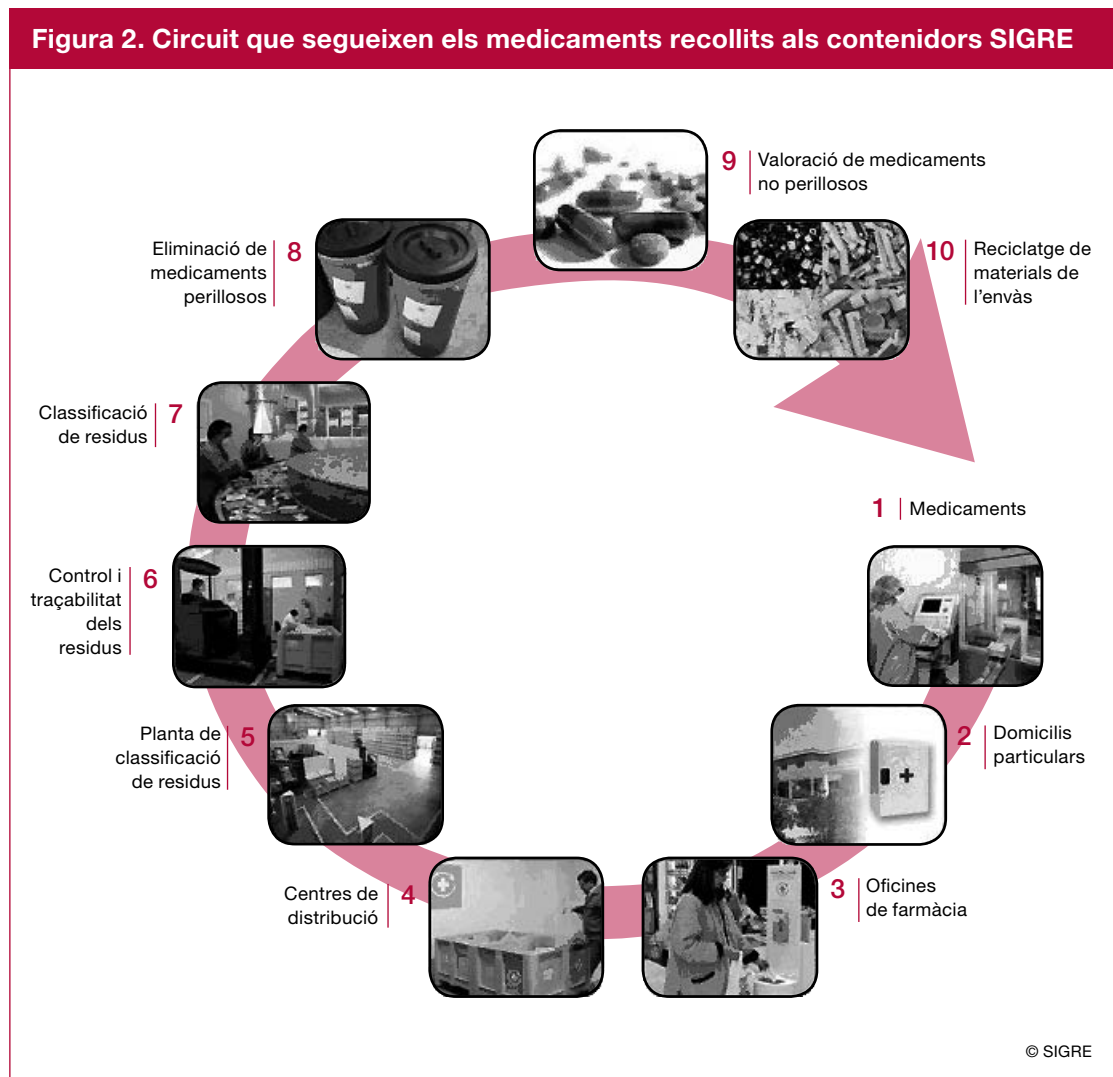 Figura 2. Circuit que segueixen els medicaments recollits als contenidors SIGRE
9
Valoració de medicaments
no perillosos
8
Eliminació de
medicaments
perillosos
10
Reciclatge de
materials de
l'envàs
7
Classificació
de residus
1
Medicaments
6
Control i
traçabilitat
dels
residus
5
Planta de
classificació
de residus
2
Domicilis
particulars
4
Centres de
distribució
3
Oficines
de farmàcia
© SIGRE